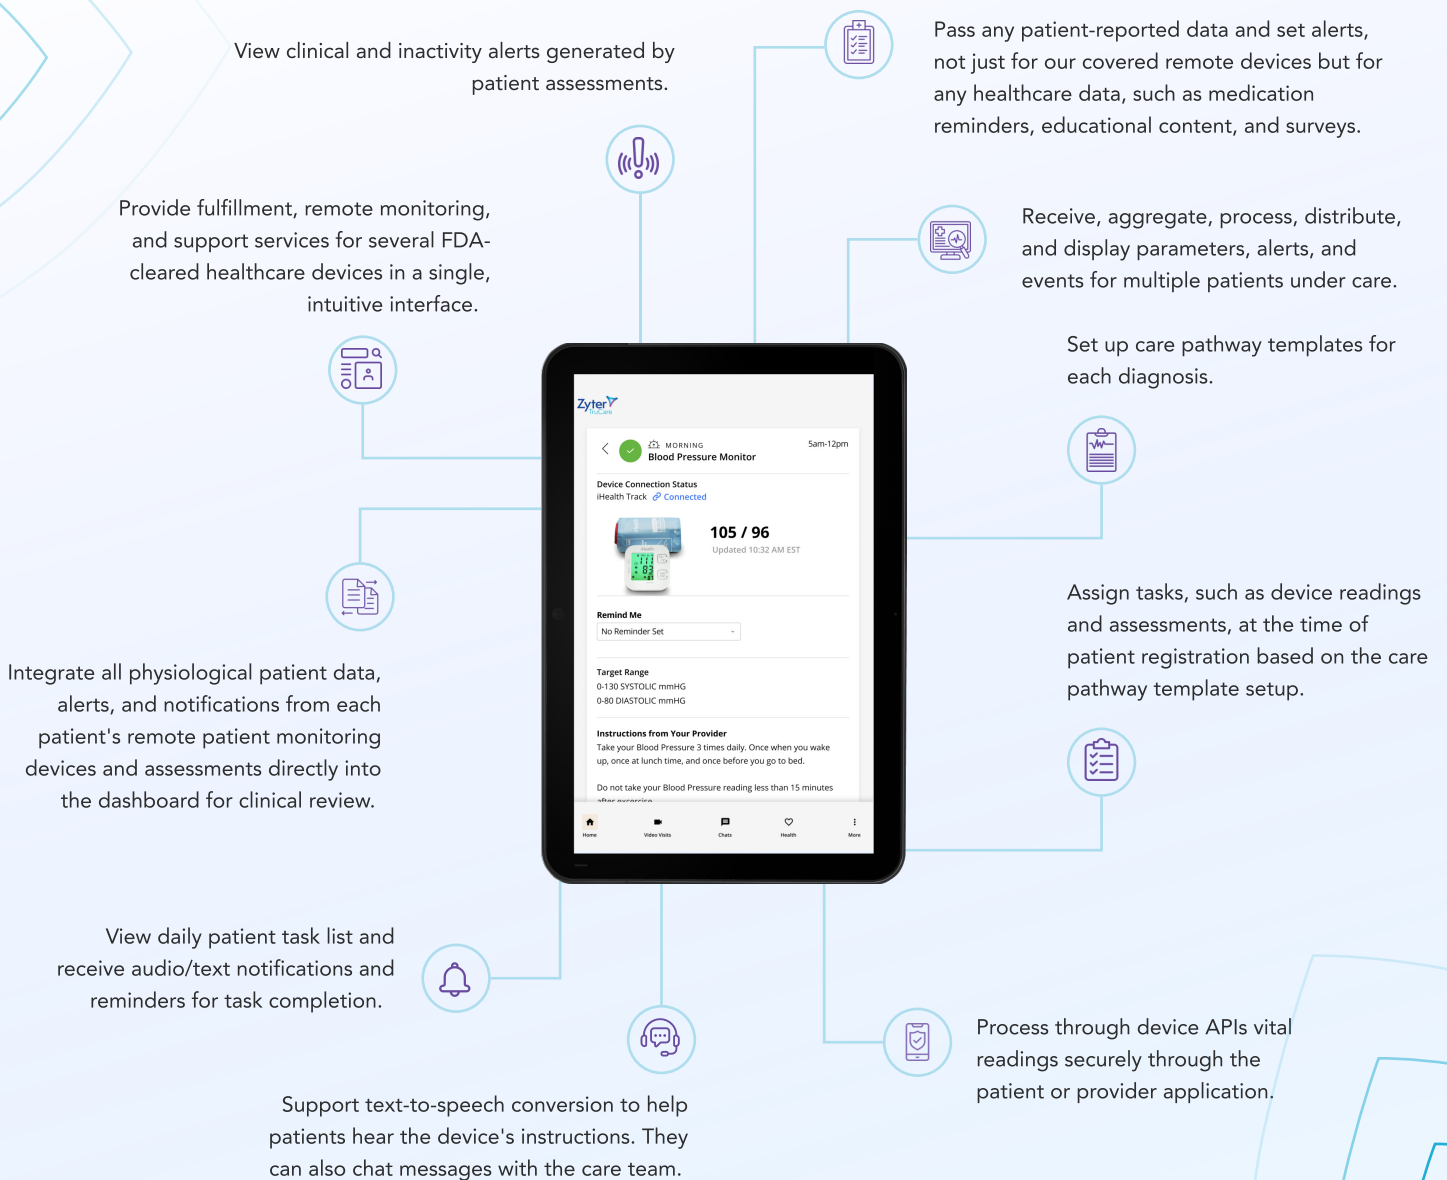 View clinical and inactivity alerts generated by
patient assessments.
Pass any patient-reported data and set alerts,
not just for our covered remote devices but for
any healthcare data, such as medication
reminders, educational content, and surveys.
Provide fulfillment, remote monitoring,
and support services for several FDA-
cleared healthcare devices in a single,
intuitive interface.
Receive, aggregate, process, distribute,
and display parameters, alerts, and
events for multiple patients under care.
Set up care pathway templates for
each diagnosis.
Zyter
TruCare
MORNING
5am-12pm
Blood Pressure Monitor
Device Connection Status
iHealth Track Connected
105 / 96
Updated 10:32 AM EST
Remind Me
No Reminder Set
Target Range
0-130 SYSTOLIC mmHG
0-80 DIASTOLIC mmHG
Instructions from Your Provider
Take your Blood Pressure 3 times daily. Once when you wake
up, once at lunch time, and once before you go to bed.
Do not take your Blood Pressure reading less than 15 minutes
after excercise
Home
Video Visits
Chats
Health
More
Assign tasks, such as device readings
and assessments, at the time of
patient registration based on the care
pathway template setup.
Integrate all physiological patient data,
alerts, and notifications from each
patient's remote patient monitoring
devices and assessments directly into
the dashboard for clinical review.
View daily patient task list and
receive audio/text notifications and
reminders for task completion.
Process through device APIs vital
readings securely through the
patient or provider application.
Support text-to-speech conversion to help
patients hear the device's instructions. They
can also chat messages with the care team.